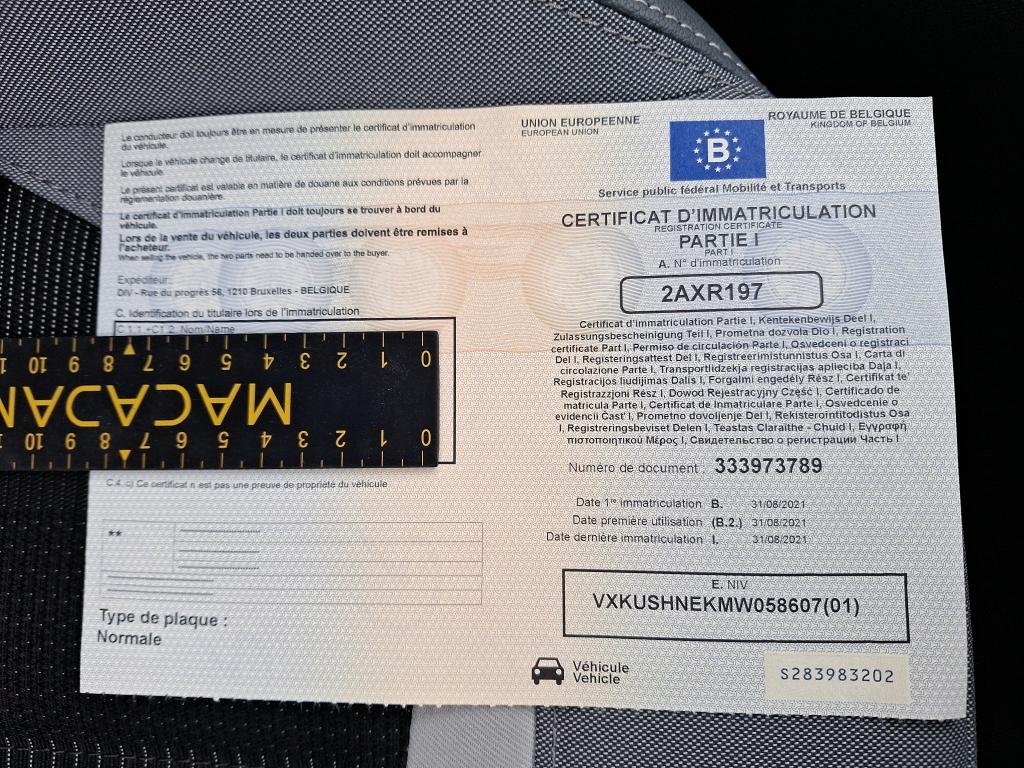 Le conducteur doit toujours être en mesure de présenter le certificat d'immatriculation
du véhicule.
Lorsque le véhicule change de titulaire, le certificat d'immatriculation doit accompagner
le véhicule.
Le présent certificat est valable en matière de douane aux conditions prévues par la
réglementation douanière.
Le certificat d'immatriculation Partie I doit toujours se trouver à bord du
véhicule.
Lors de la vente du véhicule, les deux parties doivent être remises à
l'acheteur.
When selling the vehicle, the two parts need to be handed over to the buyer.
Expéditeur
DIV - Rue du progrès 56, 1210 Bruxelles - BELGIQUE
C. Identification du titulaire lors de l'immatriculation
C 1.1 +C1.2. Nom/Name
0 1 2 3 4 5 6 7 8 9 10
MACADAM
0 1 2 3 4 5 6 7 8 9 10
C.4. c) Ce certificat n'est pas une preuve de propriété du véhicule
**
Type de plaque :
Normale
UNION EUROPEENNE
EUROPEAN UNION
ROYAUME DE BELGIQUE
KINGDOM OF BELGIUM
B
Service public fédéral Mobilité et Transports
CERTIFICAT D'IMMATRICULATION
REGISTRATION CERTIFICATE
PARTIE I
PART I
A. N° d'immatriculation
2AXR197
Certificat d'immatriculation Partie I, Kentekenbewijs Deel I,
Zulassungsbescheinigung Teil I, Prometna dozvola Dio I, Registration
certificate Part I, Permiso de circulación Parte I, Osvedceni o registraci
Del I, Registeringsattest Del I, Registreerimistunnistus Osa I, Carta di
circolazione Parte I, Transportlidzekja registracijas aplieciba Daļa I,
Registracijos liudijimas Dalis I, Forgalmi engedély Rész I, Certifikat te'
Registrazzjoni Rész I, Dowod Rejestracyjny Część I, Certificado de
matricula Parte I, Certificat de Inmatriculare Parte I, Osvedcenie o
evidencii Čast' I, Prometno dovoljenje Del I, Rekisterointitodistus Osa
I, Registreringsbeviset Delen I, Teastas Claraithe - Chuid I, Εγγραφή
πιστοποιητικού Μέρος I, Свидетельство о регистрации Часть I
Numéro de document : 333973789
Date 1re immatriculation B. 31/08/2021
Date première utilisation (B.2.) 31/08/2021
Date dernière immatriculation I. 31/08/2021
E. NIV
VXKUSHNEKMW058607(01)
Véhicule
Vehicle
S283983202